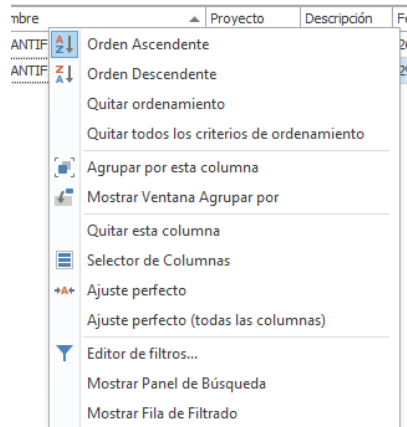 mbre Proyecto Descripción
ANTIF Orden Ascendente
ANTIF Orden Descendente
Quitar ordenamiento
Quitar todos los criterios de ordenamiento
Agrupar por esta columna
Mostrar Ventana Agrupar por
Quitar esta columna
Selector de Columnas
Ajuste perfecto
Ajuste perfecto (todas las columnas)
Editor de filtros...
Mostrar Panel de Búsqueda
Mostrar Fila de Filtrado